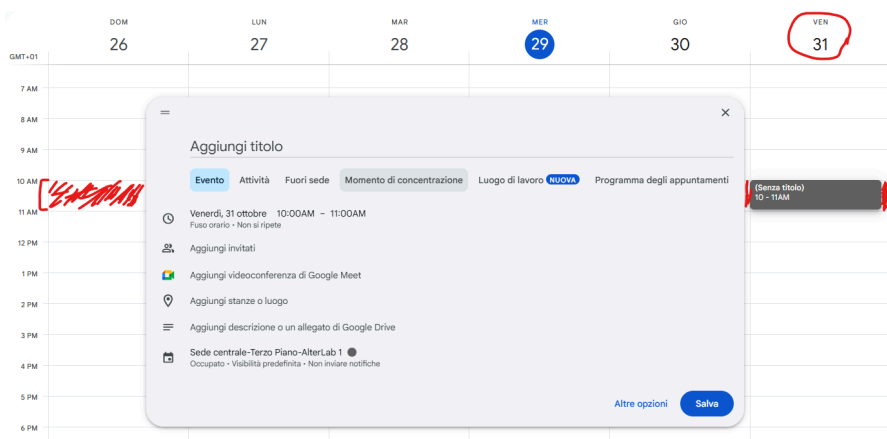 DOM LUN MAR MER GIO VEN
26 27 28 29 30 31
GMT+01
7 AM
8 AM
9 AM
10 AM
11 AM
12 PM
1 PM
2 PM
3 PM
4 PM
5 PM
6 PM
Aggiungi titolo
Evento Attività Fuori sede Momento di concentrazione Luogo di lavoro NUOVA Programma degli appuntamenti
Venerdì, 31 ottobre 10:00AM – 11:00AM
Fuso orario • Non si ripete
Aggiungi invitati
Aggiungi videoconferenza di Google Meet
Aggiungi stanze o luogo
Aggiungi descrizione o un allegato di Google Drive
Sede centrale-Terzo Piano-AlterLab 1
Occupato • Visibilità predefinita • Non inviare notifiche
Altre opzioni Salva
(Senza titolo)
10 - 11AM